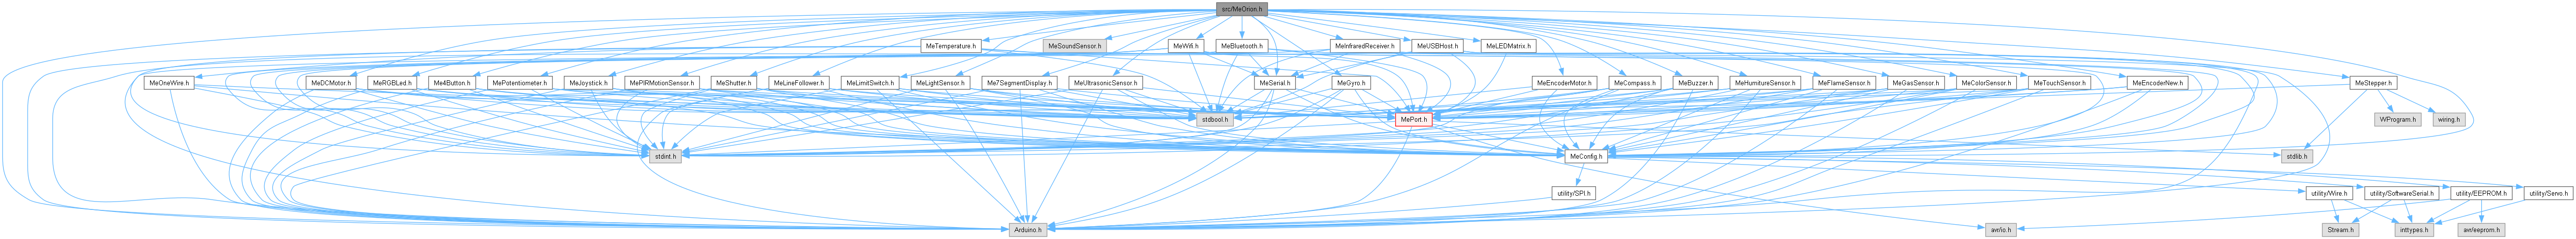 src/MeOrion.h
MeTemperature.h
MeSoundSensor.h
MeWifi.h
MeBluetooth.h
MeInfraredReceiver.h
MeUSBHost.h
MeLEDMatrix.h
MeOneWire.h
MeDCMotor.h
MeRGBLed.h
Me4Button.h
MePotentiometer.h
MeJoystick.h
MePIRMotionSensor.h
MeShutter.h
MeLineFollower.h
MeLimitSwitch.h
MeLightSensor.h
Me7SegmentDisplay.h
MeUltrasonicSensor.h
MeSerial.h
MeGyro.h
MeEncoderMotor.h
MeCompass.h
MeBuzzer.h
MeHumitureSensor.h
MeFlameSensor.h
MeGasSensor.h
MeColorSensor.h
MeTouchSensor.h
MeEncoderNew.h
MeStepper.h
stdbool.h
MePort.h
WProgram.h
wiring.h
stdint.h
MeConfig.h
stdlib.h
utility/SPI.h
utility/Wire.h
utility/SoftwareSerial.h
utility/EEPROM.h
utility/Servo.h
Arduino.h
avr/io.h
Stream.h
inttypes.h
avr/eeprom.h